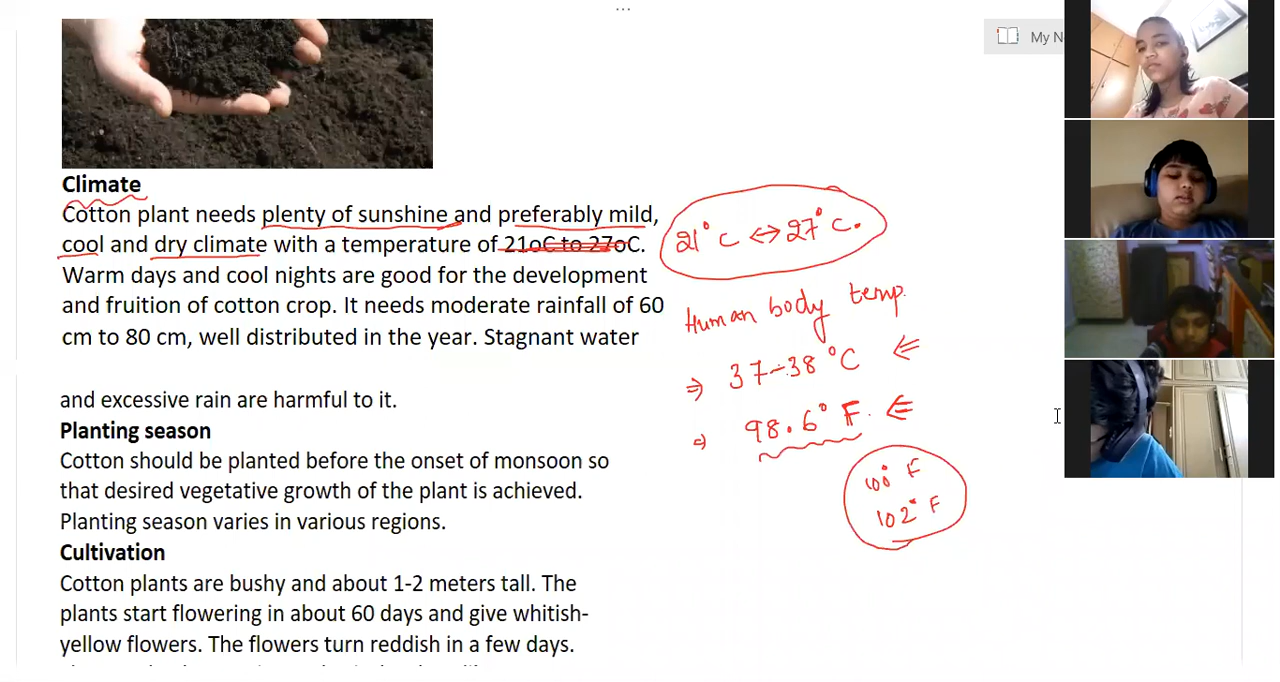 ...
My N
Climate
Cotton plant needs plenty of sunshine and preferably mild,
cool and dry climate with a temperature of 21oC to 27oC.
21° C ⇔ 27° C.
Warm days and cool nights are good for the development
and fruition of cotton crop. It needs moderate rainfall of 60
cm to 80 cm, well distributed in the year. Stagnant water
Human body temp.
⇒ 37-38 °C ⇐
and excessive rain are harmful to it.
⇒ 98.6° F. ⇐
Planting season
Cotton should be planted before the onset of monsoon so
that desired vegetative growth of the plant is achieved.
Planting season varies in various regions.
100° F
102° F
Cultivation
Cotton plants are bushy and about 1-2 meters tall. The
plants start flowering in about 60 days and give whitish-
yellow flowers. The flowers turn reddish in a few days.